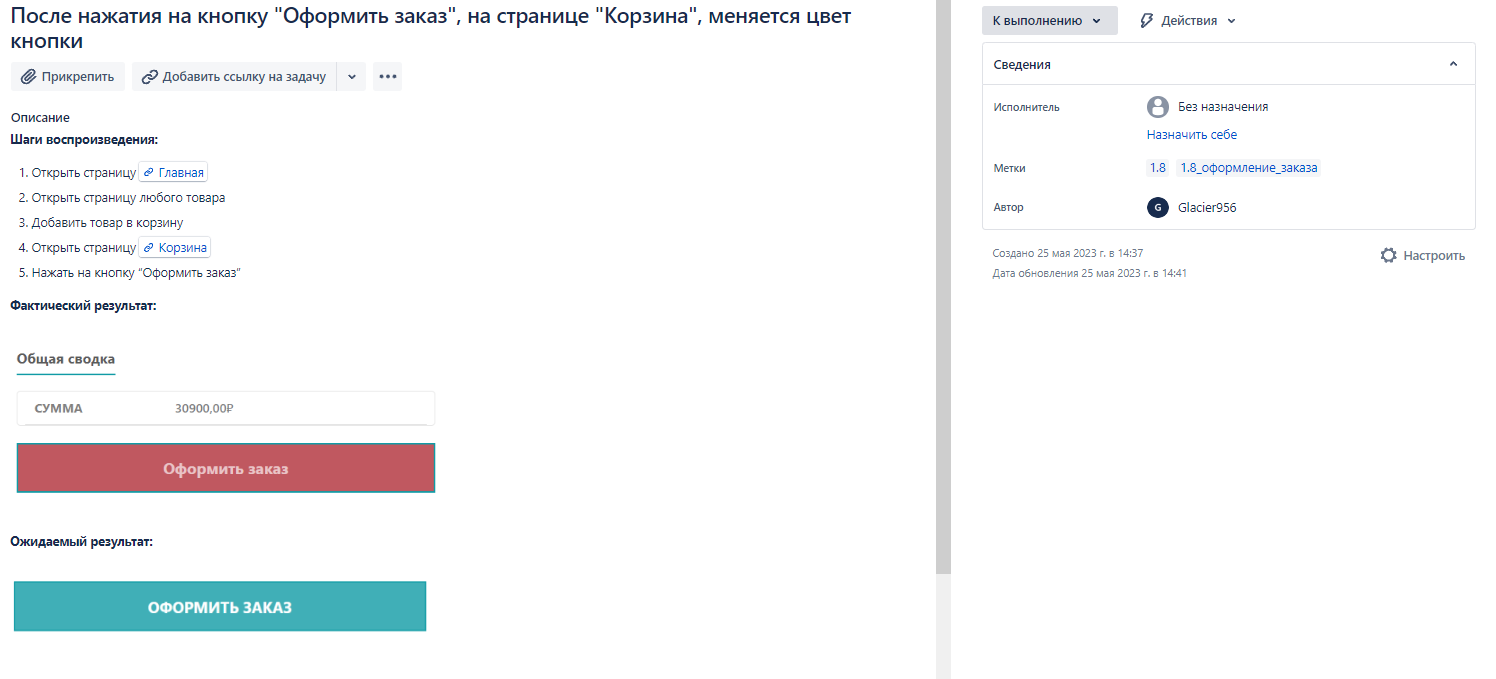 После нажатия на кнопку "Оформить заказ", на странице "Корзина", меняется цвет
кнопки
Прикрепить
Добавить ссылку на задачу
Описание
Шаги воспроизведения:
1. Открыть страницу Главная
2. Открыть страницу любого товара
3. Добавить товар в корзину
4. Открыть страницу Корзина
5. Нажать на кнопку “Оформить заказ”
Фактический результат:
Общая сводка
СУММА 30900,00₽
Оформить заказ
Ожидаемый результат:
ОФОРМИТЬ ЗАКАЗ
К выполнению
Действия
Сведения
Исполнитель
Без назначения
Назначить себе
Метки
1.8 1.8_оформление_заказа
Автор
G Glacier956
Создано 25 мая 2023 г. в 14:37
Дата обновления 25 мая 2023 г. в 14:41
Настроить